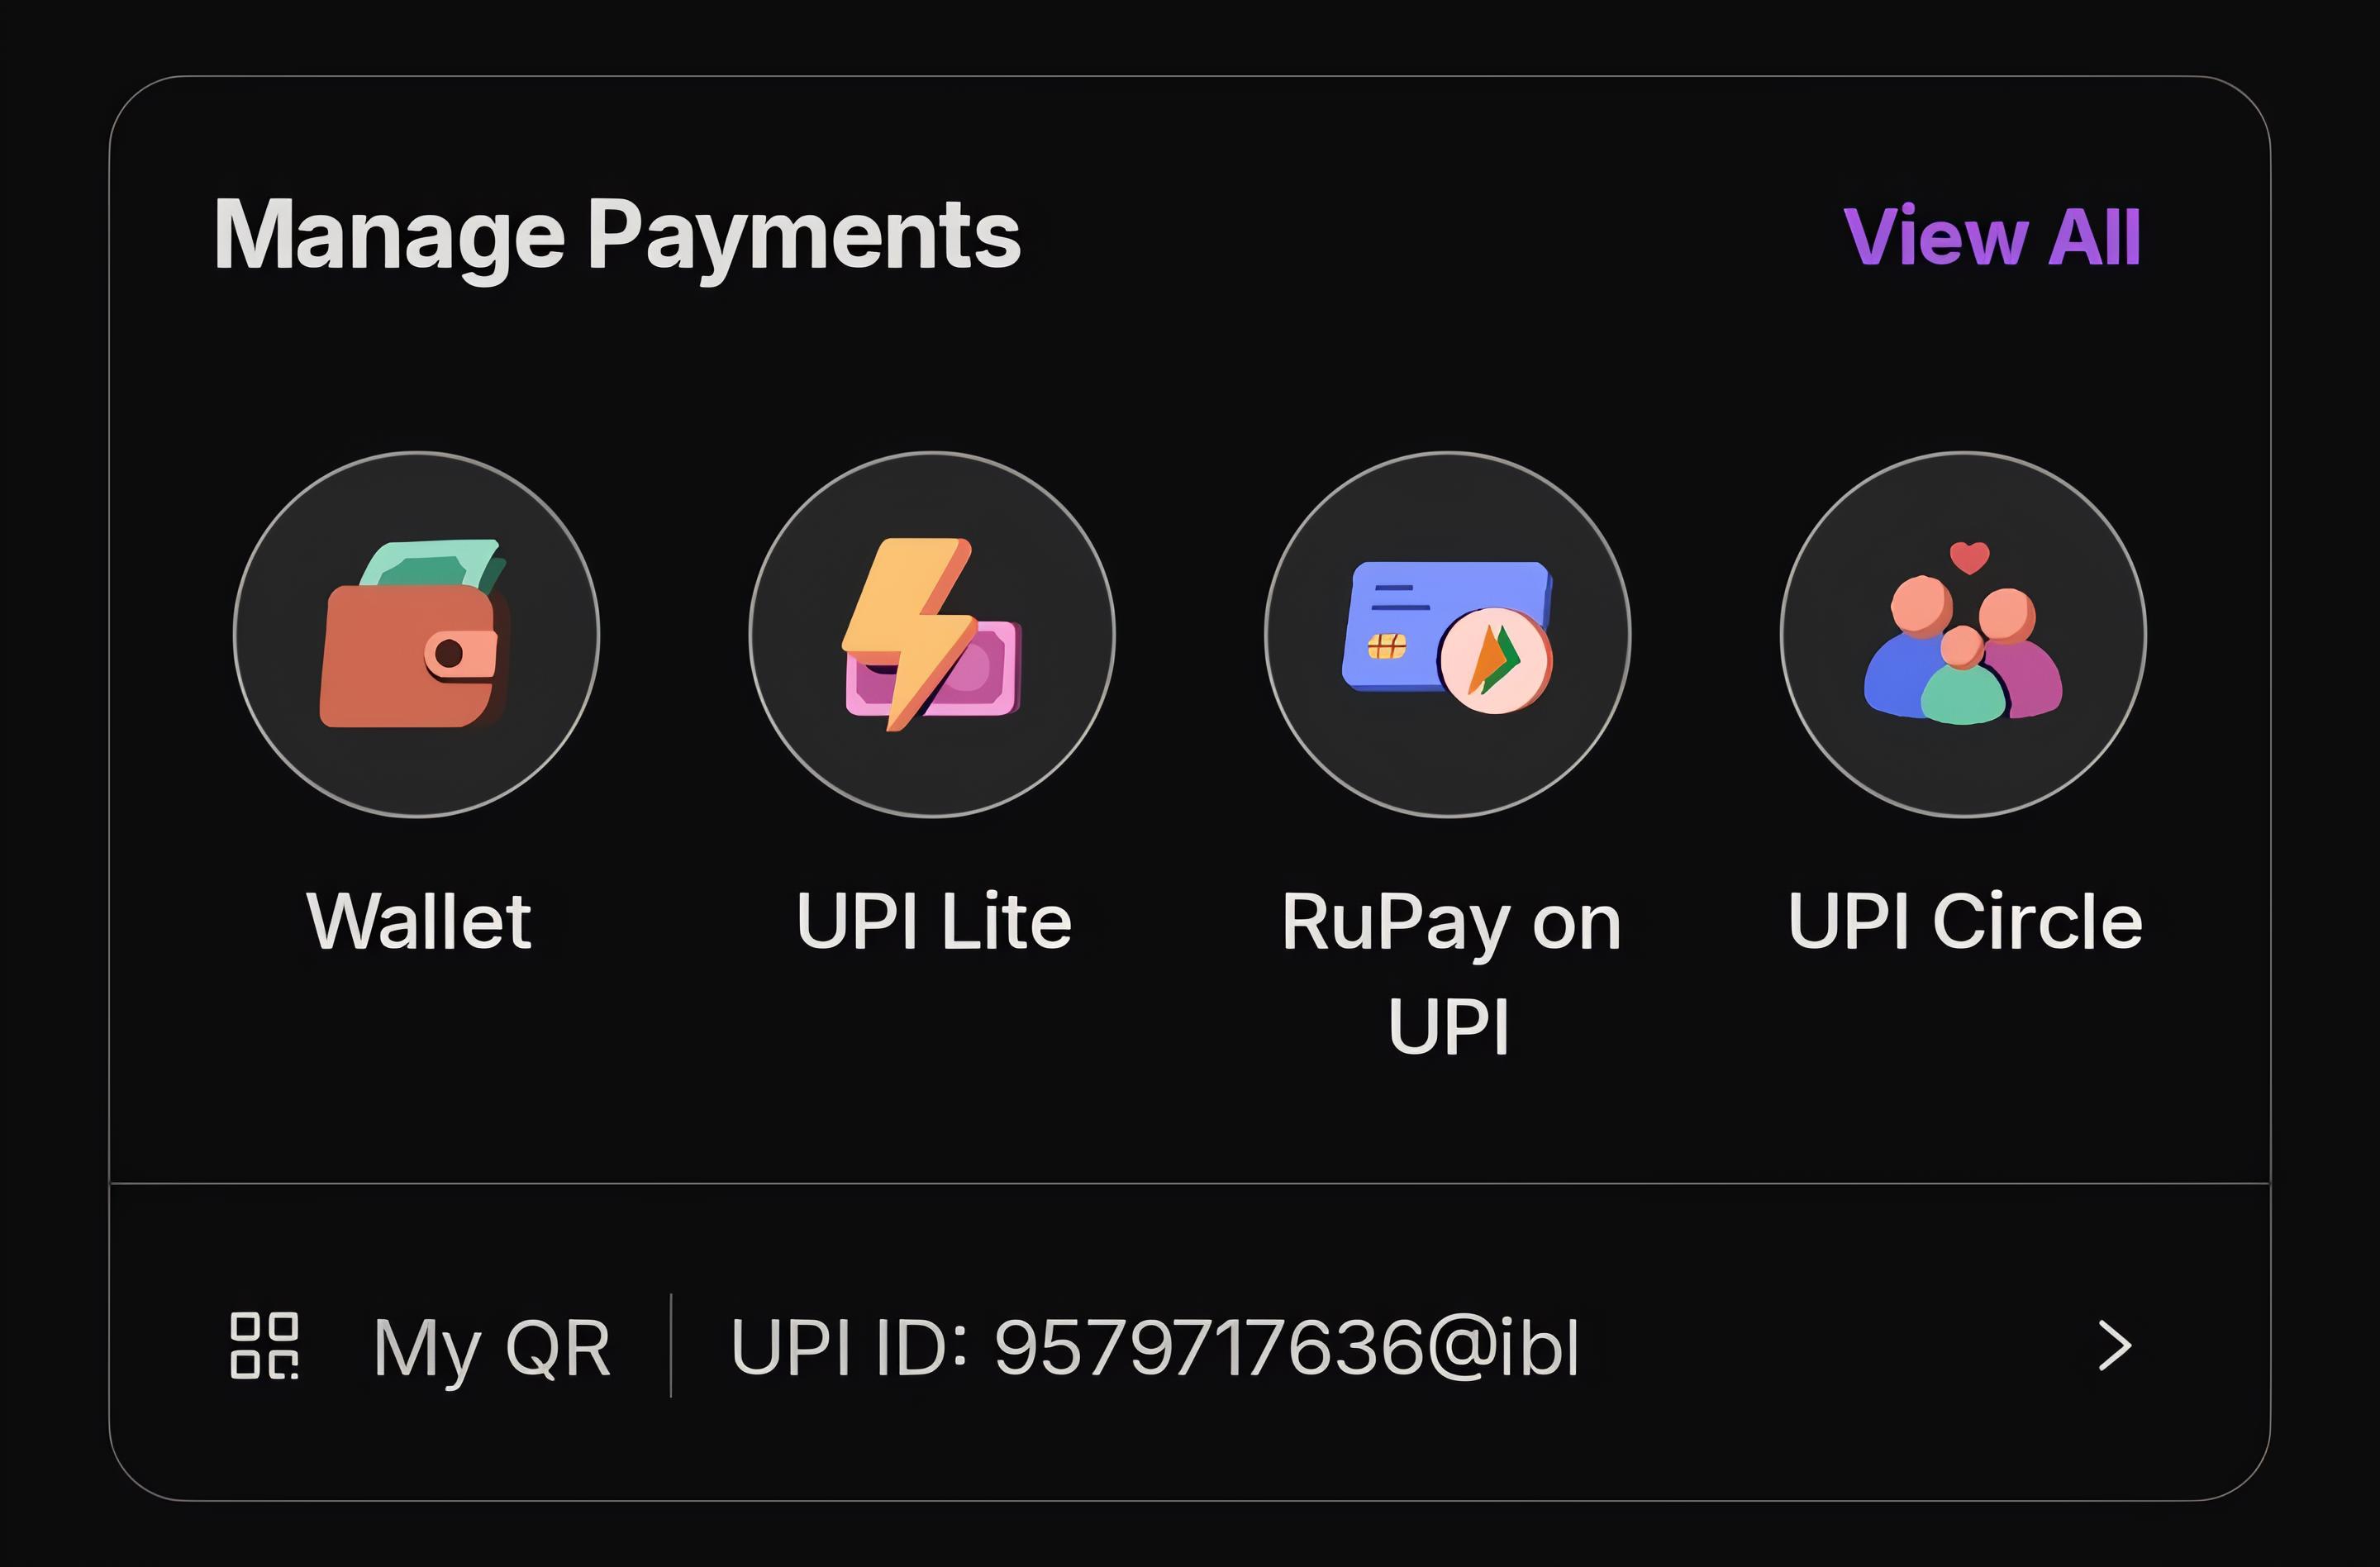 Manage Payments
View All
Wallet
UPI Lite
RuPay on
UPI
UPI Circle
My QR
UPI ID: 9579717636@ibl